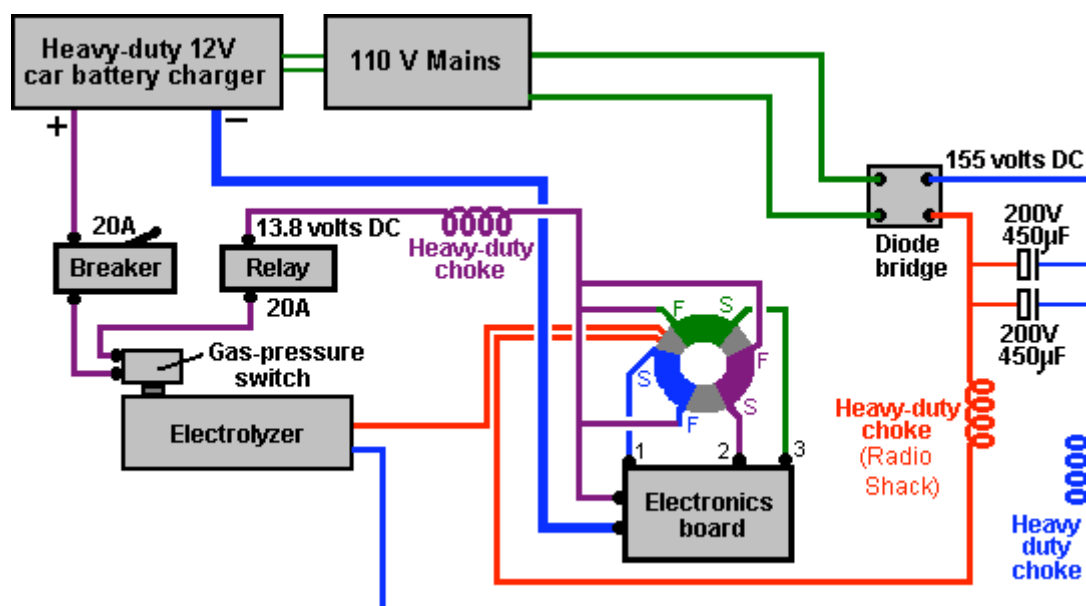 Heavy-duty 12V
car battery charger
110 V Mains
+
−
155 volts DC
20A
13.8 volts DC
Heavy-duty
choke
Breaker
Relay
20A
Diode
bridge
200V
450µF
200V
450µF
F
S
F
S
S
F
Gas-pressure
switch
Electrolyzer
Heavy-duty
choke
(Radio
Shack)
1
2
3
Electronics
board
Heavy
duty
choke